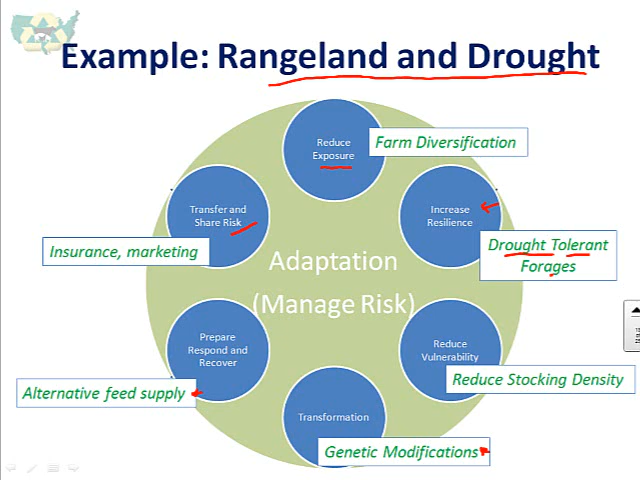 Example: Rangeland and Drought
Reduce
Exposure
Farm Diversification
Transfer and
Share Risk
Increase
Resilience
Insurance, marketing
Drought Tolerant
Forages
Adaptation
(Manage Risk)
Prepare
Respond and
Recover
Reduce
Vulnerability
Alternative feed supply
Reduce Stocking Density
Transformation
Genetic Modifications